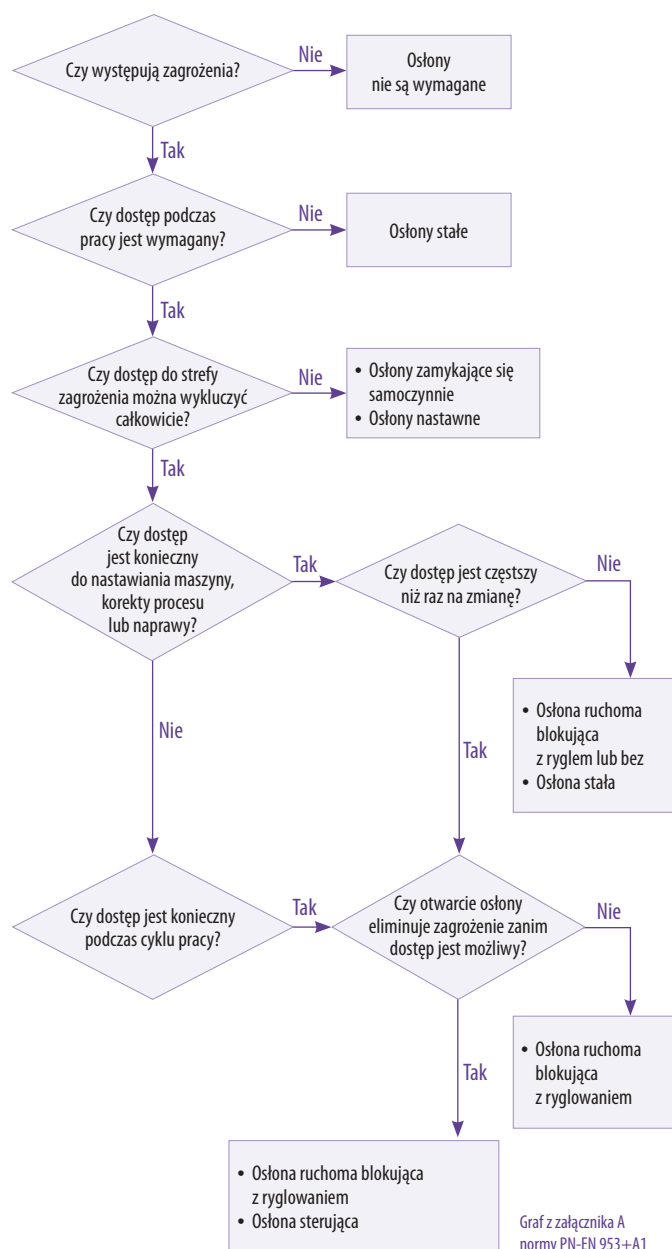 Czy występują zagrożenia?
Nie
Osłony
nie są wymagane
Tak
Czy dostęp podczas
pracy jest wymagany?
Nie
Osłony stałe
Tak
Czy dostęp do strefy
zagrożenia można wykluczyć
całkowicie?
Nie
• Osłony zamykające się
samoczynnie
• Osłony nastawne
Tak
Czy dostęp
jest konieczny
do nastawiania maszyny,
korekty procesu
lub naprawy?
Tak
Czy dostęp jest częstszy
niż raz na zmianę?
Nie
• Osłona ruchoma
blokująca
z ryglem lub bez
• Osłona stała
Nie
Tak
Czy dostęp jest konieczny
podczas cyklu pracy?
Tak
Czy otwarcie osłony
eliminuje zagrożenie zanim
dostęp jest możliwy?
Nie
• Osłona ruchoma
blokująca
z ryglowaniem
Tak
• Osłona ruchoma blokująca
z ryglowaniem
• Osłona sterująca
Graf z załącznika A
normy PN-EN 953+A1